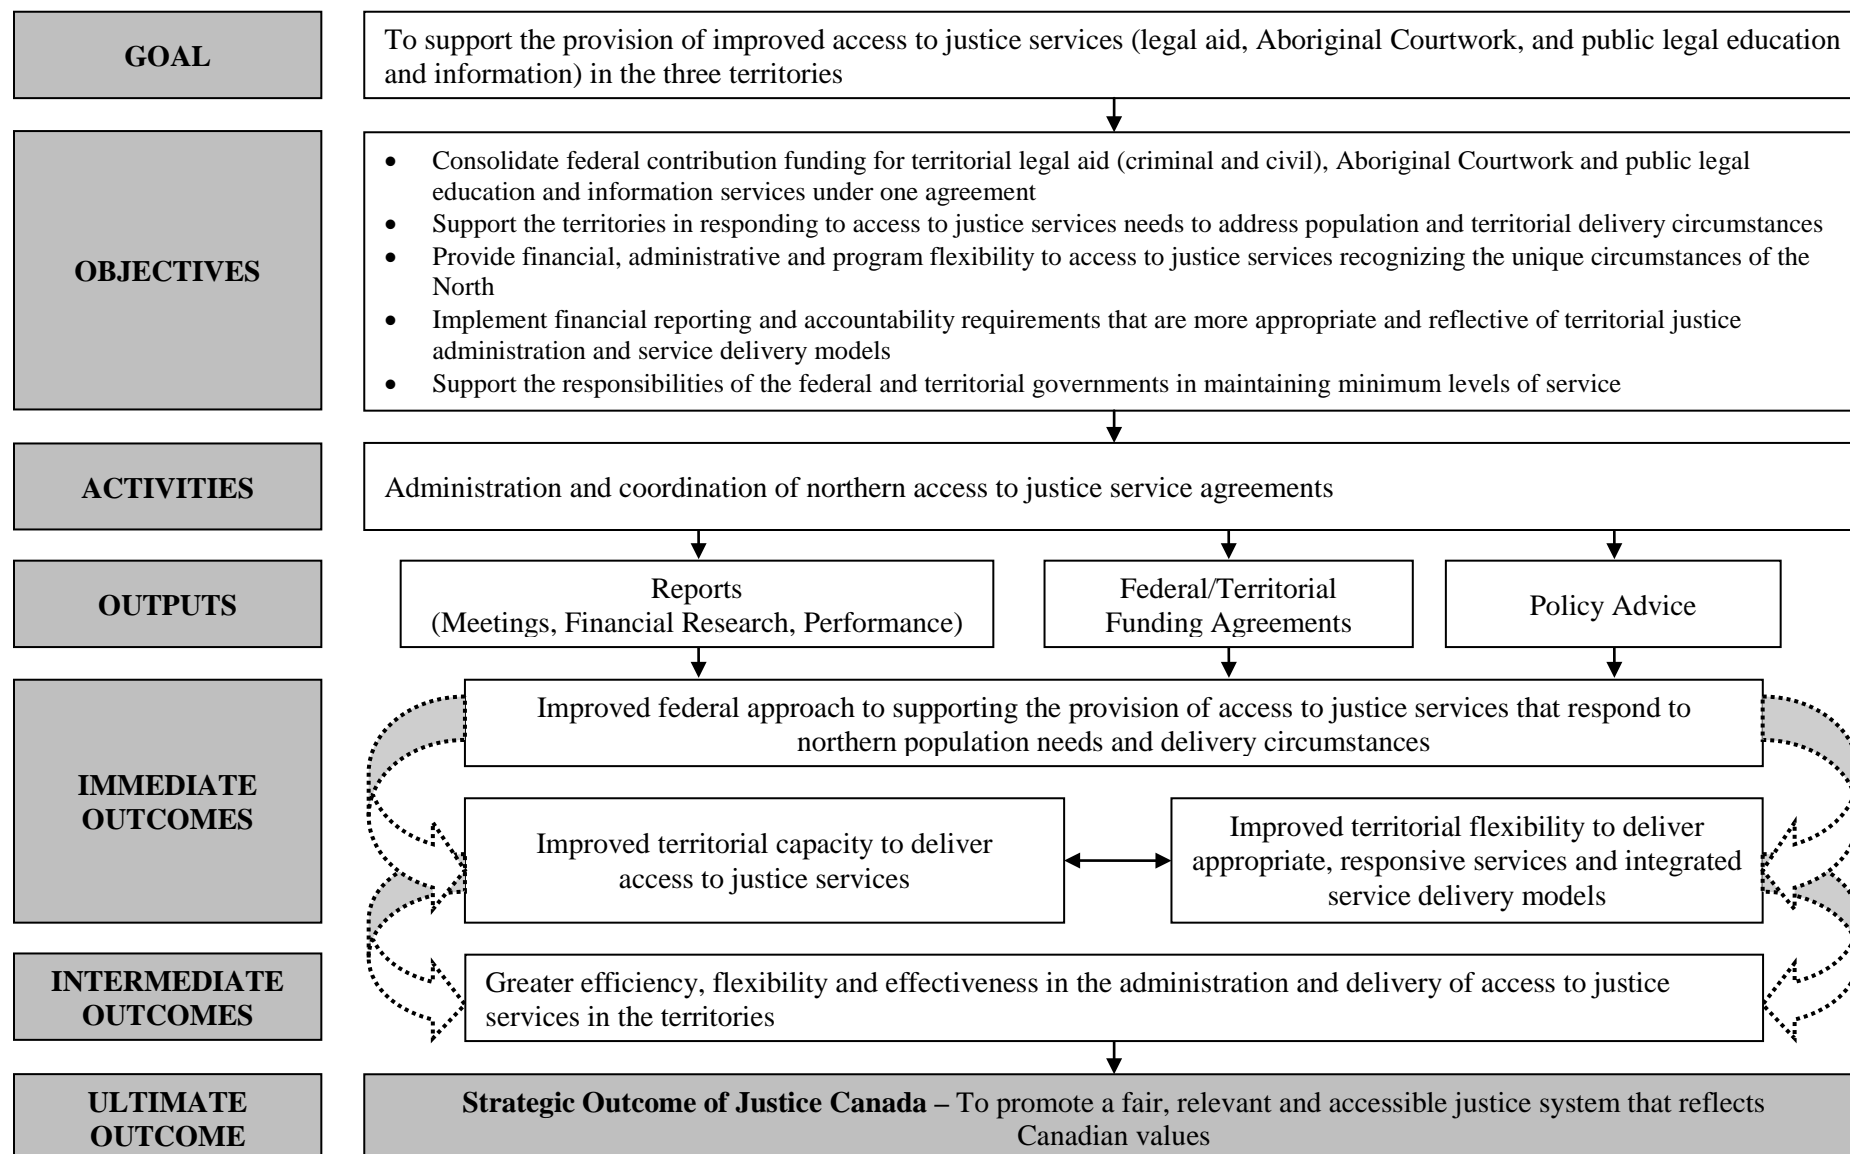 GOAL
To support the provision of improved access to justice services (legal aid, Aboriginal Courtwork, and public legal education
and information) in the three territories
OBJECTIVES
• Consolidate federal contribution funding for territorial legal aid (criminal and civil), Aboriginal Courtwork and public legal
education and information services under one agreement
• Support the territories in responding to access to justice services needs to address population and territorial delivery circumstances
• Provide financial, administrative and program flexibility to access to justice services recognizing the unique circumstances of the
North
• Implement financial reporting and accountability requirements that are more appropriate and reflective of territorial justice
administration and service delivery models
• Support the responsibilities of the federal and territorial governments in maintaining minimum levels of service
ACTIVITIES
Administration and coordination of northern access to justice service agreements
OUTPUTS
Reports
(Meetings, Financial Research, Performance)
Federal/Territorial
Funding Agreements
Policy Advice
IMMEDIATE
OUTCOMES
Improved federal approach to supporting the provision of access to justice services that respond to
northern population needs and delivery circumstances
Improved territorial capacity to deliver
access to justice services
Improved territorial flexibility to deliver
appropriate, responsive services and integrated
service delivery models
INTERMEDIATE
OUTCOMES
Greater efficiency, flexibility and effectiveness in the administration and delivery of access to justice
services in the territories
ULTIMATE
OUTCOME
Strategic Outcome of Justice Canada – To promote a fair, relevant and accessible justice system that reflects
Canadian values